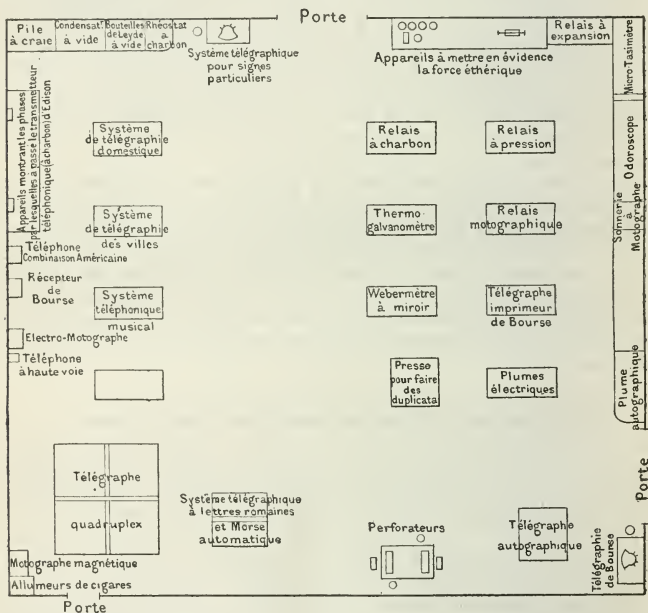 Porte
Pile
à craie
Condensatr
à vide
Bouteilles
de Leyde
à vide
Rhéostat
à
charbon
Système télégraphique
pour signes
particuliers
Appareils à mettre en évidence
la force éthérique
Relais à
expansion
Micro Tasimètre
Appareils montrant les phases
par lesquelles a passé le transmetteur
téléphonique (à charbon) d'Edison
Système
de télégraphie
domestique
Relais
à charbon
Relais
à pression
Odoroscope
Système
de télégraphie
des villes
Thermo-
galvanomètre
Relais
motographique
Sonnerie
à
Motographe
Téléphone
Combinaison Américaine
Récepteur
de
Bourse
Système
téléphonique
musical
Webermètre
à miroir
Télégraphe
imprimeur
de Bourse
Electro-Motographe
Téléphone
à haute voie
Presse
pour faire
des
duplicata
Plumes
électriques
Plume
autographique
Télégraphe
quadruplex
Système télégraphique
à lettres romaines
et Morse
automatique
Perforateurs
Télégraphe
autographique
Porte
Télégraphie
de Bourse
Motographe magnétique
Allumeurs de cigares
Porte